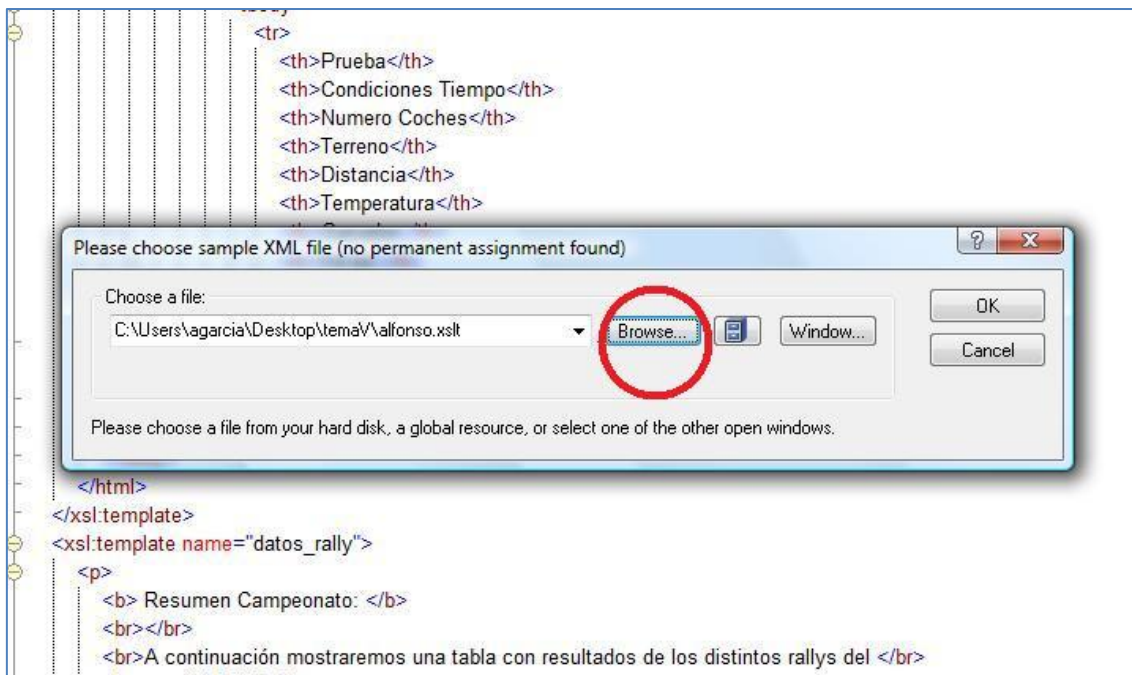 <tr>
<th>Prueba</th>
<th>Condiciones Tiempo</th>
<th>Numero Coches</th>
<th>Terreno</th>
<th>Distancia</th>
<th>Temperatura</th>
Please choose sample XML file (no permanent assignment found)
Choose a file:
C:\Users\agarcia\Desktop\temaV\alfonso.xslt Browse... Window... OK
Cancel
Please choose a file from your hard disk, a global resource, or select one of the other open windows.
</html>
</xsl:template>
<xsl:template name="datos_rally">
<p>
<b> Resumen Campeonato: </b>
<br></br>
<br>A continuación mostraremos una tabla con resultados de los distintos rallys del </br>